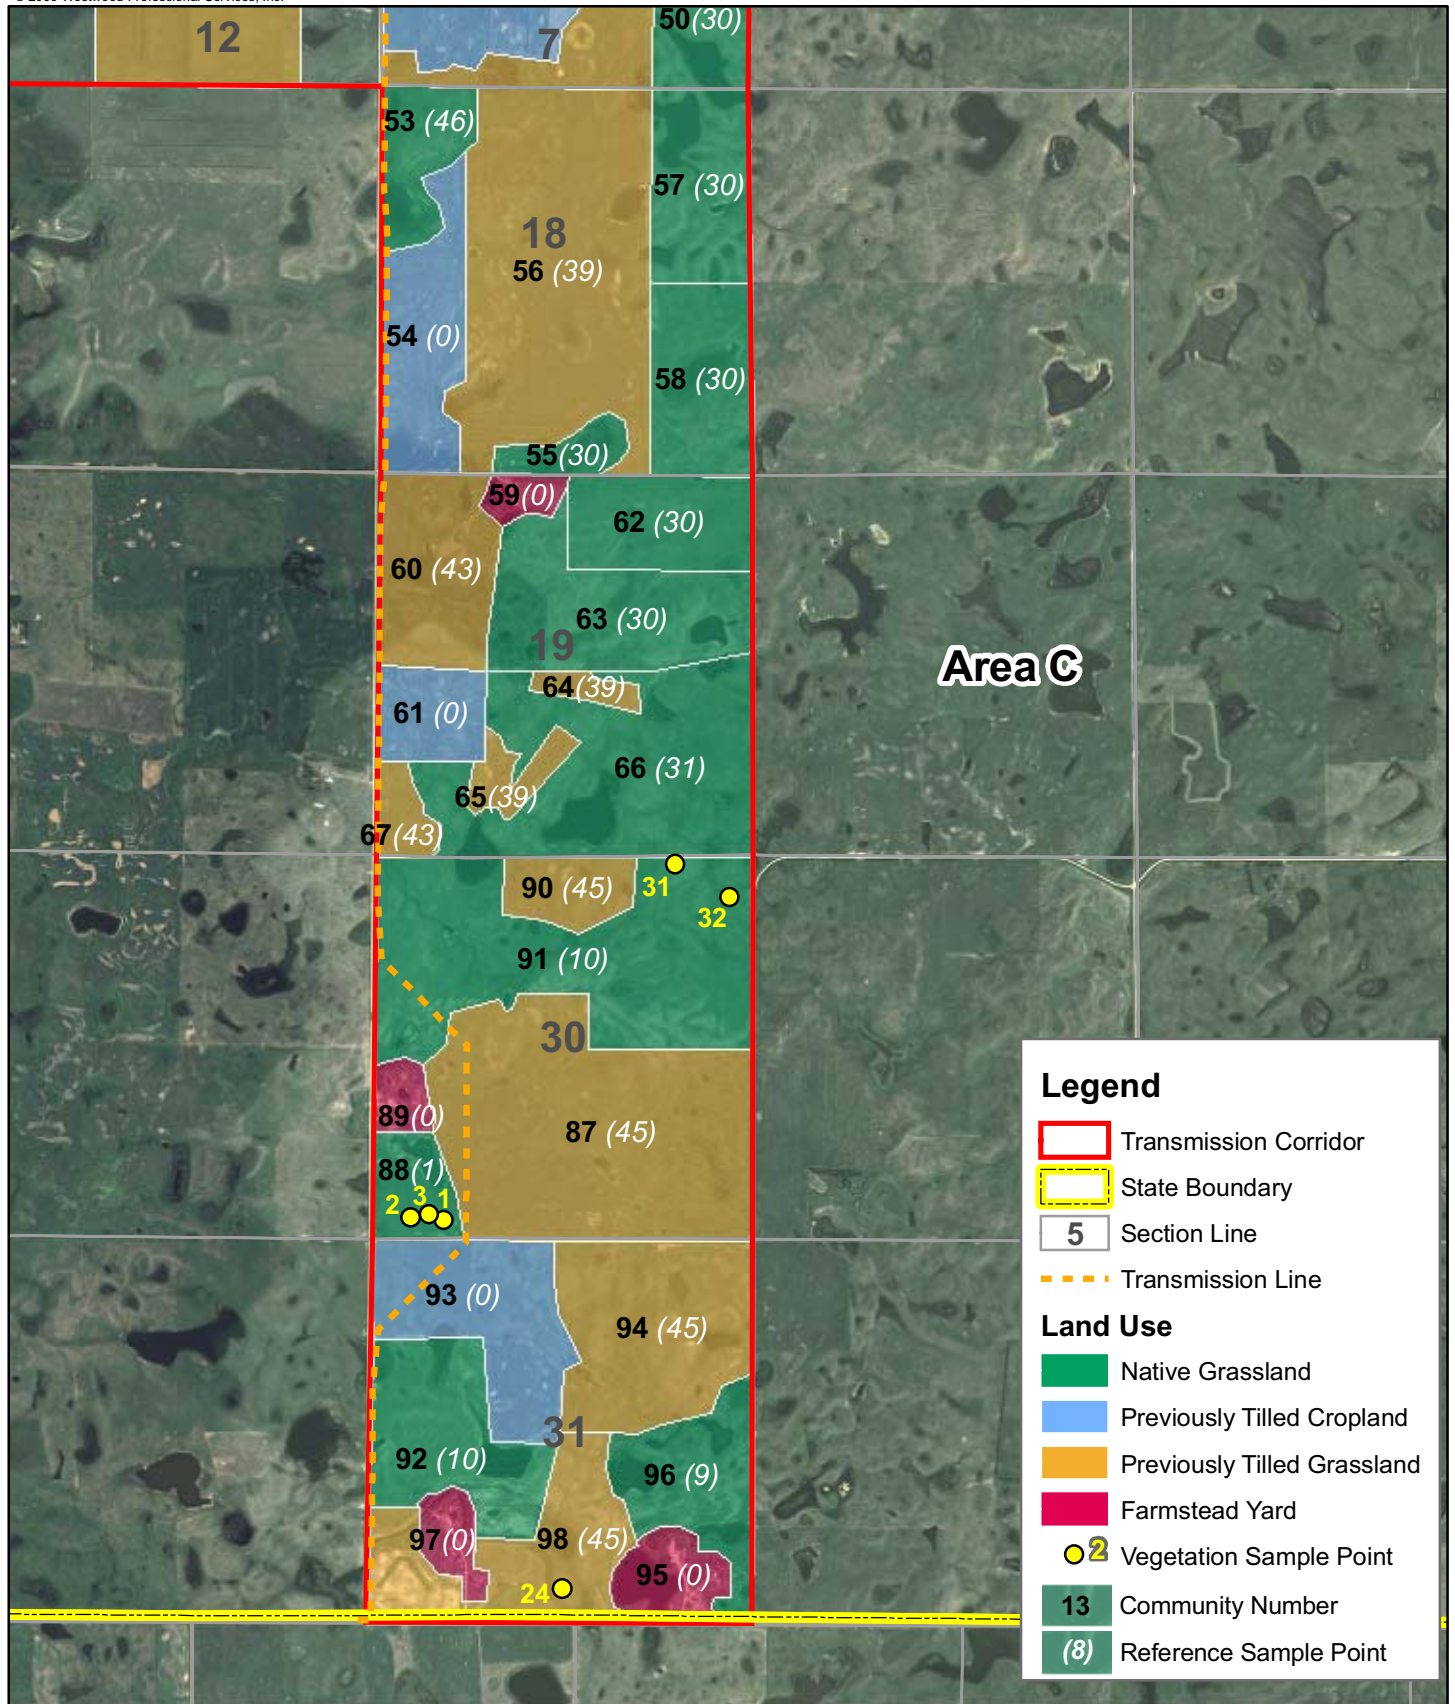 12
7
50(30)
53 (46)
57 (30)
18
56 (39)
54 (0)
58 (30)
55(30)
59(0)
62 (30)
60 (43)
63 (30)
19
64(39)
Area C
61 (0)
66 (31)
65(39)
67(43)
90 (45)
31
32
91 (10)
30
89(0)
87 (45)
88(1)
2 3 1
93 (0)
94 (45)
31
92 (10)
96 (9)
97(0)
98 (45)
95 (0)
24
Legend
Transmission Corridor
State Boundary
5 Section Line
Transmission Line
Land Use
Native Grassland
Previously Tilled Cropland
Previously Tilled Grassland
Farmstead Yard
2 Vegetation Sample Point
13 Community Number
(8) Reference Sample Point